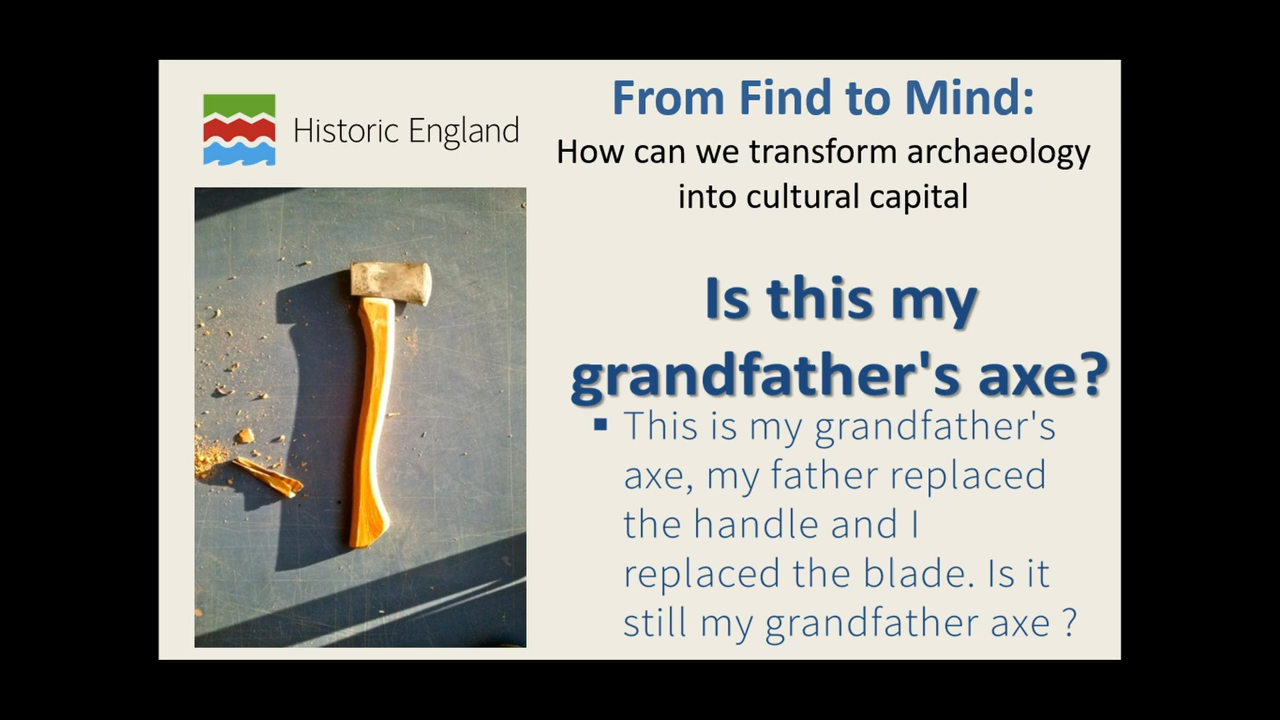 Historic England
From Find to Mind:
How can we transform archaeology
into cultural capital
Is this my
grandfather's axe?
▪ This is my grandfather's
axe, my father replaced
the handle and I
replaced the blade. Is it
still my grandfather axe ?